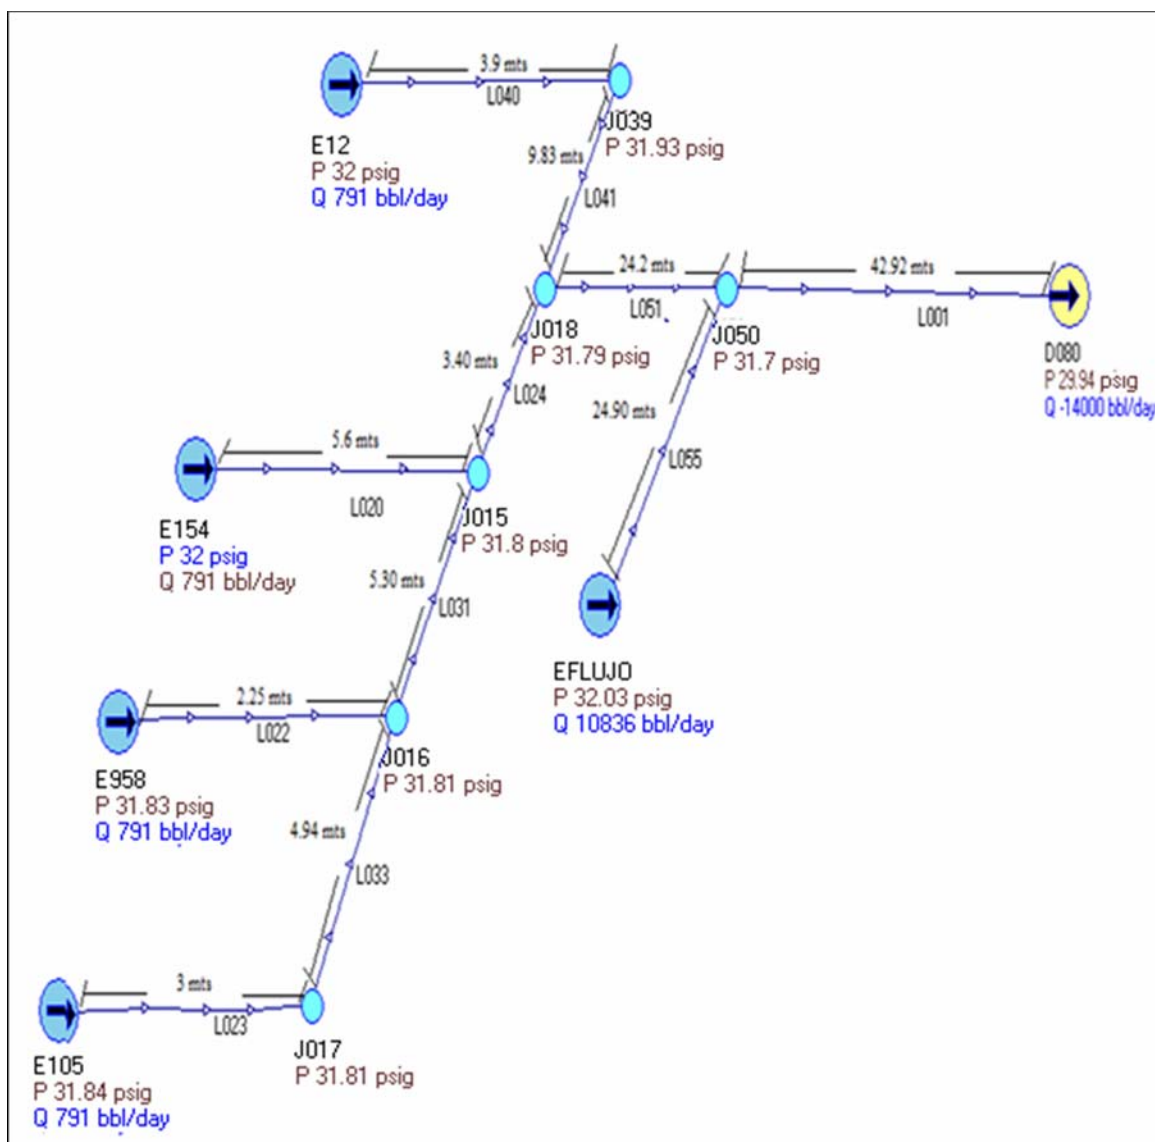 3.9 mts
L040
E12
P 32 psig
Q 791 bbl/day
J039
P 31.93 psig
9.83 mts
L041
24.2 mts
L051
42.92 mts
L001
J018
P 31.79 psig
J050
P 31.7 psig
D080
P 29.94 psig
Q -14000 bbl/day
3.40 mts
L024
24.90 mts
L055
5.6 mts
L020
E154
P 32 psig
Q 791 bbl/day
J015
P 31.8 psig
5.30 mts
L031
EFLUJO
P 32.03 psig
Q 10836 bbl/day
2.25 mts
L022
E958
P 31.83 psig
Q 791 bbl/day
J016
P 31.81 psig
4.94 mts
L033
3 mts
L023
E105
P 31.84 psig
Q 791 bbl/day
J017
P 31.81 psig